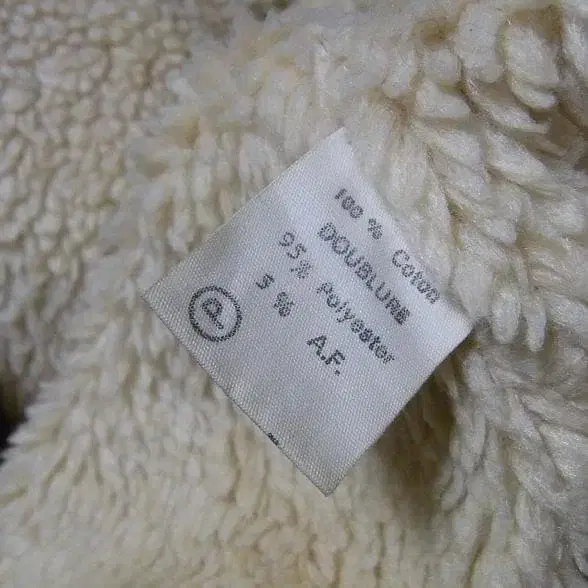 100 % Coton
DOUBLURE
95% Polyester
5 % A.F.
P